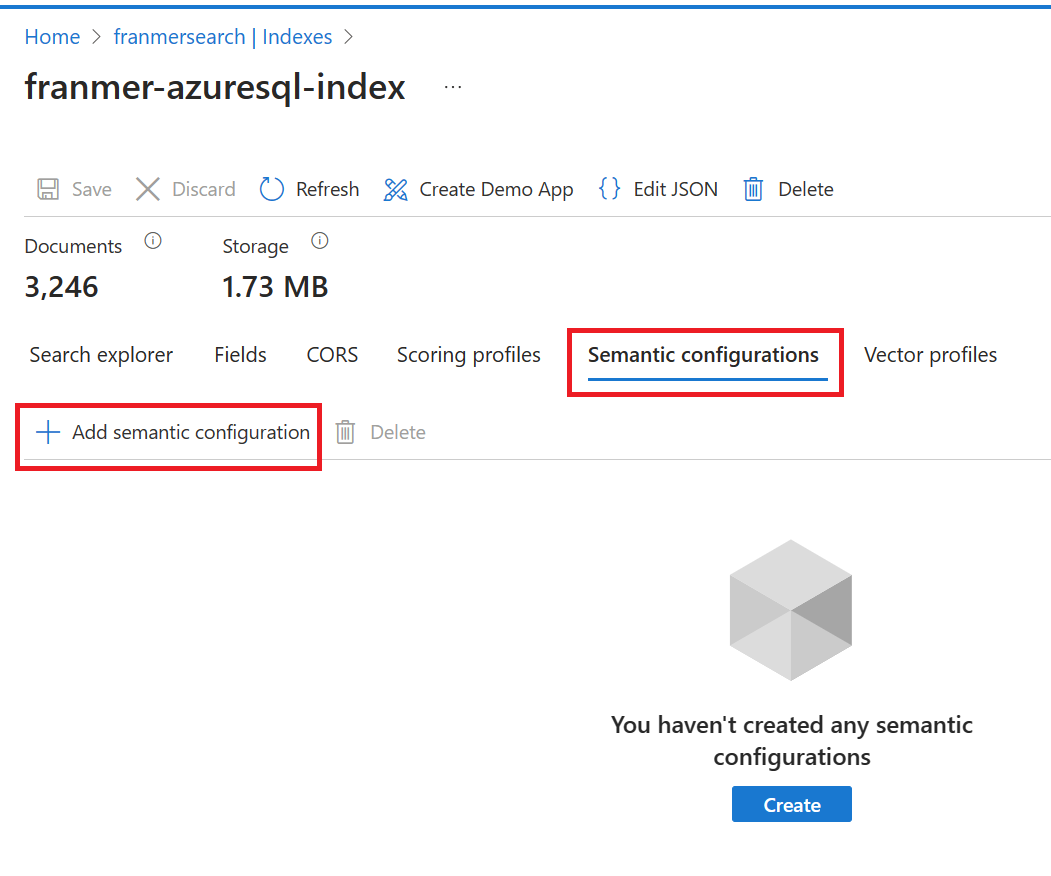 Home > franmersearch | Indexes >
franmer-azuresql-index ...
Save Discard Refresh Create Demo App {} Edit JSON Delete
Documents Storage
3,246 1.73 MB
Search explorer Fields CORS Scoring profiles Semantic configurations Vector profiles
+ Add semantic configuration Delete
You haven't created any semantic
configurations
Create